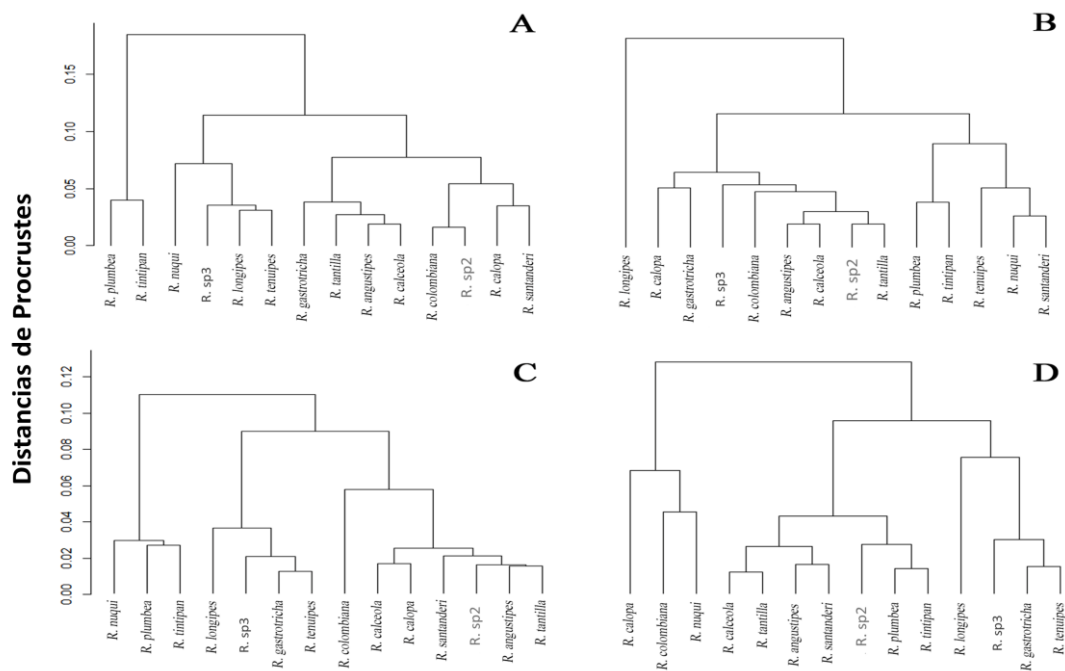 Distancias de Procrustes
A
0.15
0.10
0.05
0.00
R. plumbea
R. tintipan
R. nuqui
R. sp3
R. longipes
R. tenuipes
R. gastrotricha
R. tantilla
R. angustipes
R. calceola
R. colombiana
R. sp2
R. calopa
R. santanderi
B
R. longipes
R. calopa
R. gastrotricha
R. sp3
R. colombiana
R. angustipes
R. calceola
R. sp2
R. tantilla
R. plumbea
R. tintipan
R. tenuipes
R. nuqui
R. santanderi
C
0.12
0.10
0.08
0.06
0.04
0.02
0.00
R. nuqui
R. plumbea
R. tintipan
R. longipes
R. sp3
R. gastrotricha
R. tenuipes
R. colombiana
R. calceola
R. calopa
R. santanderi
R. sp2
R. angustipes
R. tantilla
D
R. calopa
R. colombiana
R. nuqui
R. calceola
R. tantilla
R. angustipes
R. santanderi
R. sp2
R. plumbea
R. tintipan
R. longipes
R. sp3
R. gastrotricha
R. tenuipes